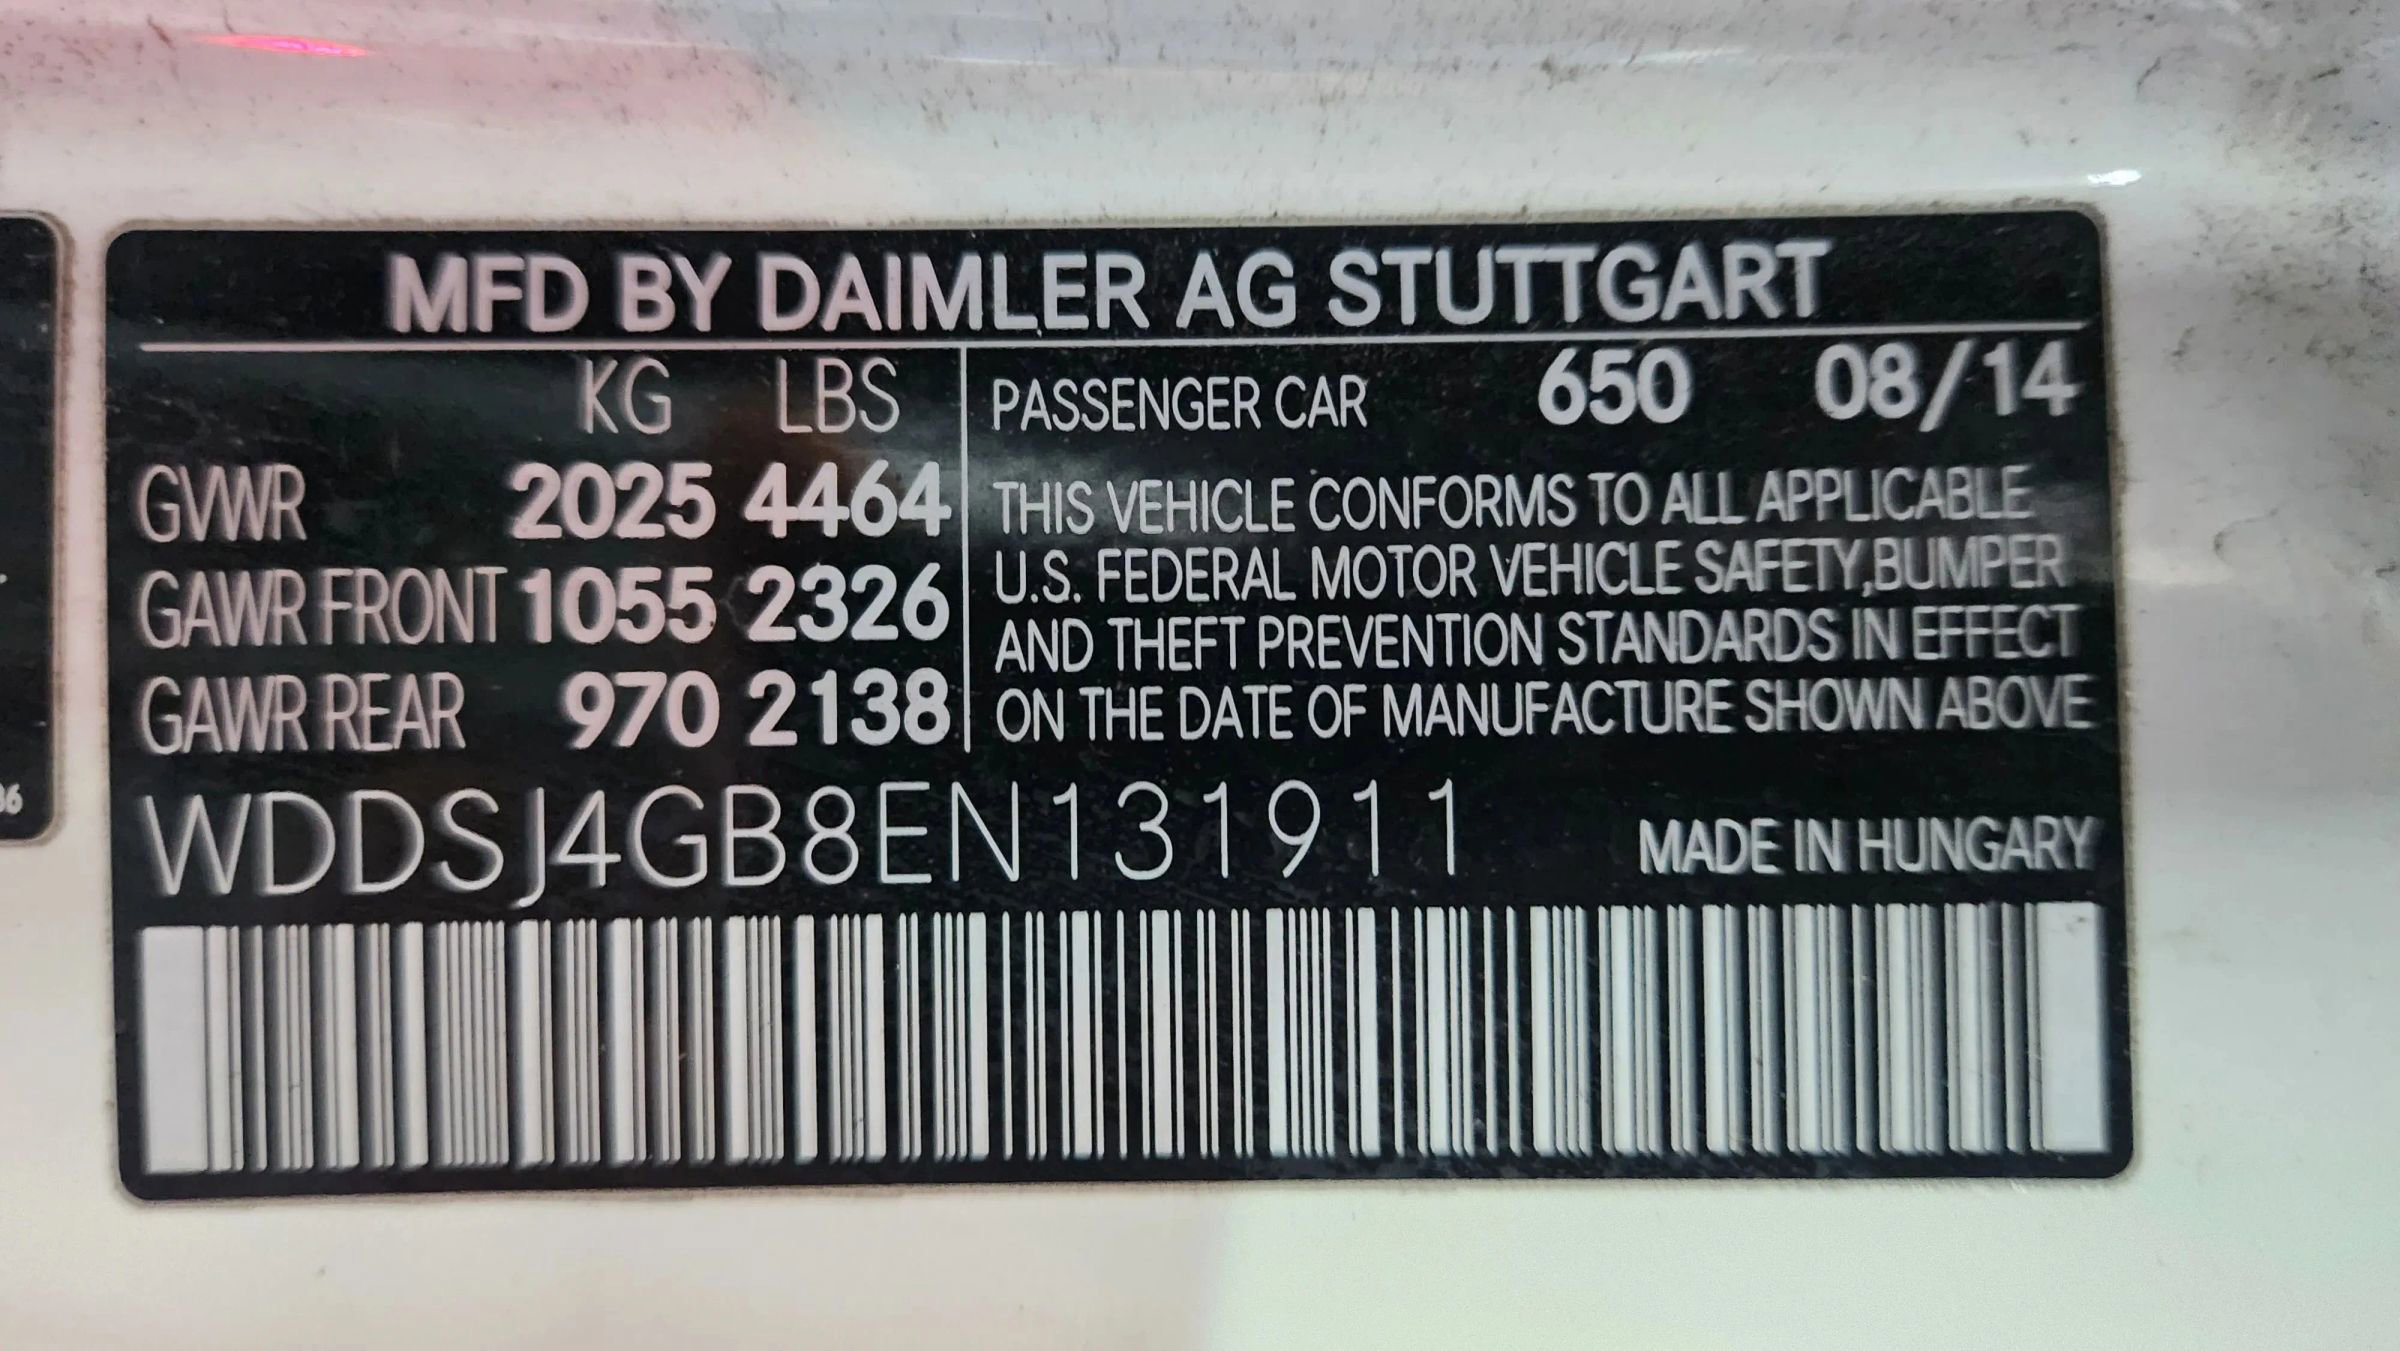 MFD BY DAIMLER AG STUTTGART
KG LBS
GVWR 2025 4464
GAWR FRONT 1055 2326
GAWR REAR 970 2138
PASSENGER CAR 650 08/14
THIS VEHICLE CONFORMS TO ALL APPLICABLE
U.S. FEDERAL MOTOR VEHICLE SAFETY,BUMPER
AND THEFT PREVENTION STANDARDS IN EFFECT
ON THE DATE OF MANUFACTURE SHOWN ABOVE
WDDSJ4GB8EN131911
MADE IN HUNGARY